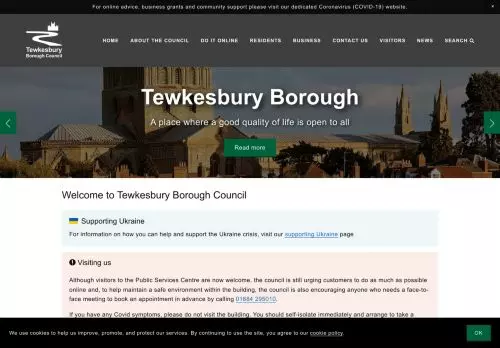 For online advice, business grants and community support please visit our dedicated Coronavirus (COVID-19) website.
×
Tewkesbury
Borough Council
HOME ABOUT THE COUNCIL DO IT ONLINE RESIDENTS BUSINESS CONTACT US VISITORS NEWS SEARCH
Tewkesbury Borough
A place where a good quality of life is open to all
Read more
Welcome to Tewkesbury Borough Council
Supporting Ukraine
For information on how you can help and support the Ukraine crisis, visit our supporting Ukraine page
Visiting us
Although visitors to the Public Services Centre are now welcome, the council is still urging customers to do as much as possible
online and, to help maintain a safe environment within the building, the council is also encouraging anyone who needs a face-to-
face meeting to book an appointment in advance by calling 01684 295010.
If you have any Covid symptoms, please do not visit the building. You should self-isolate immediately and arrange to take a
We use cookies to help us improve, promote, and protect our services. By continuing to use the site, you agree to our cookie policy.
OK